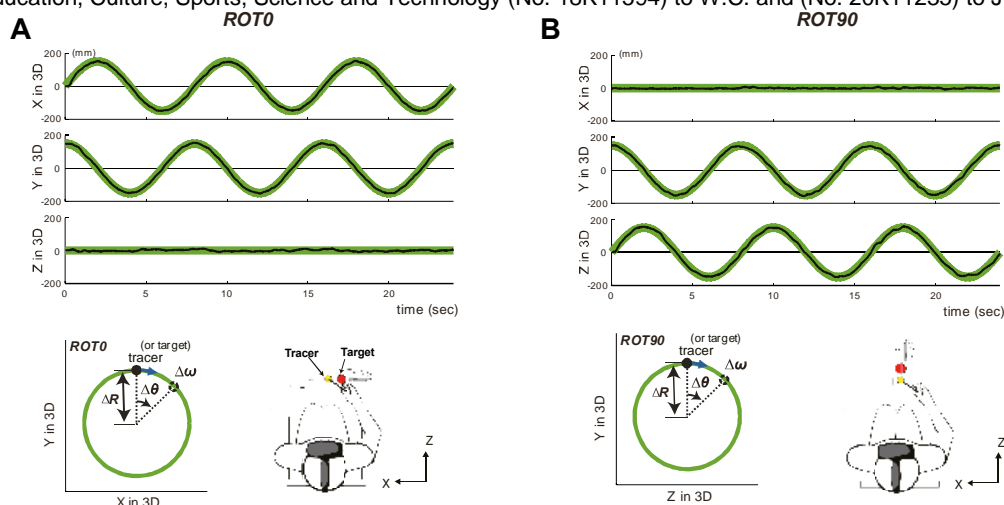 ducation, Culture, Sports, Science and Technology (No. 18K11594) to W.C. and (No. 20K11235) to J
A
ROT0
200 (mm)
X in 3D
0
-200
200
Y in 3D
0
-200
200
Z in 3D
0
-200
0 5 10 15 20
time (sec)
ROT0
(or target)
tracer
Δω
Δθ
ΔR
Y in 3D
X in 3D
Tracer Target
Z
X
B
ROT90
200 (mm)
X in 3D
0
-200
200
Y in 3D
0
-200
200
Z in 3D
0
-200
0 5 10 15 20
time (sec)
ROT90
(or target)
tracer
Δω
Δθ
ΔR
Y in 3D
Z in 3D
Z
X